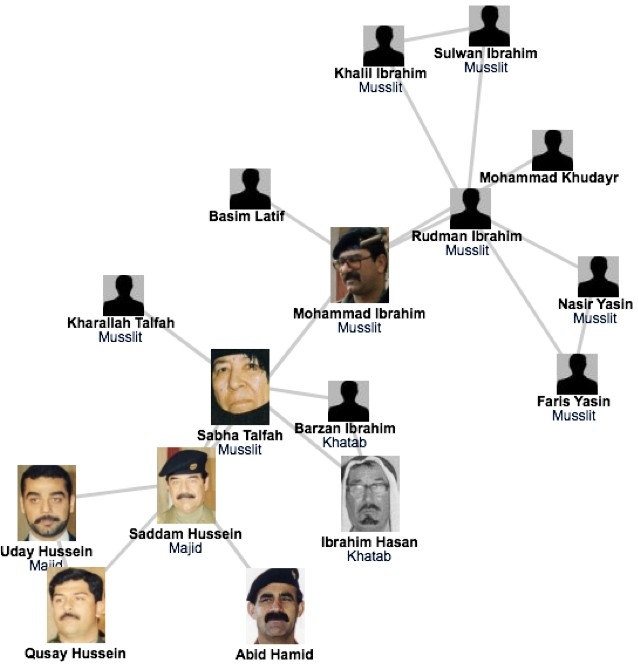 Sulwan Ibrahim
Musslit
Khalil Ibrahim
Musslit
Mohammad Khudayr
Basim Latif
Rudman Ibrahim
Musslit
Nasir Yasin
Musslit
Mohammad Ibrahim
Musslit
Kharallah Talfah
Musslit
Faris Yasin
Musslit
Barzan Ibrahim
Khatab
Sabha Talfah
Musslit
Saddam Hussein
Majid
Ibrahim Hasan
Khatab
Uday Hussein
Majid
Qusay Hussein
Abid Hamid